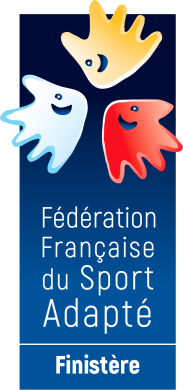 Fédération
Française
du Sport
Adapté
Finistère